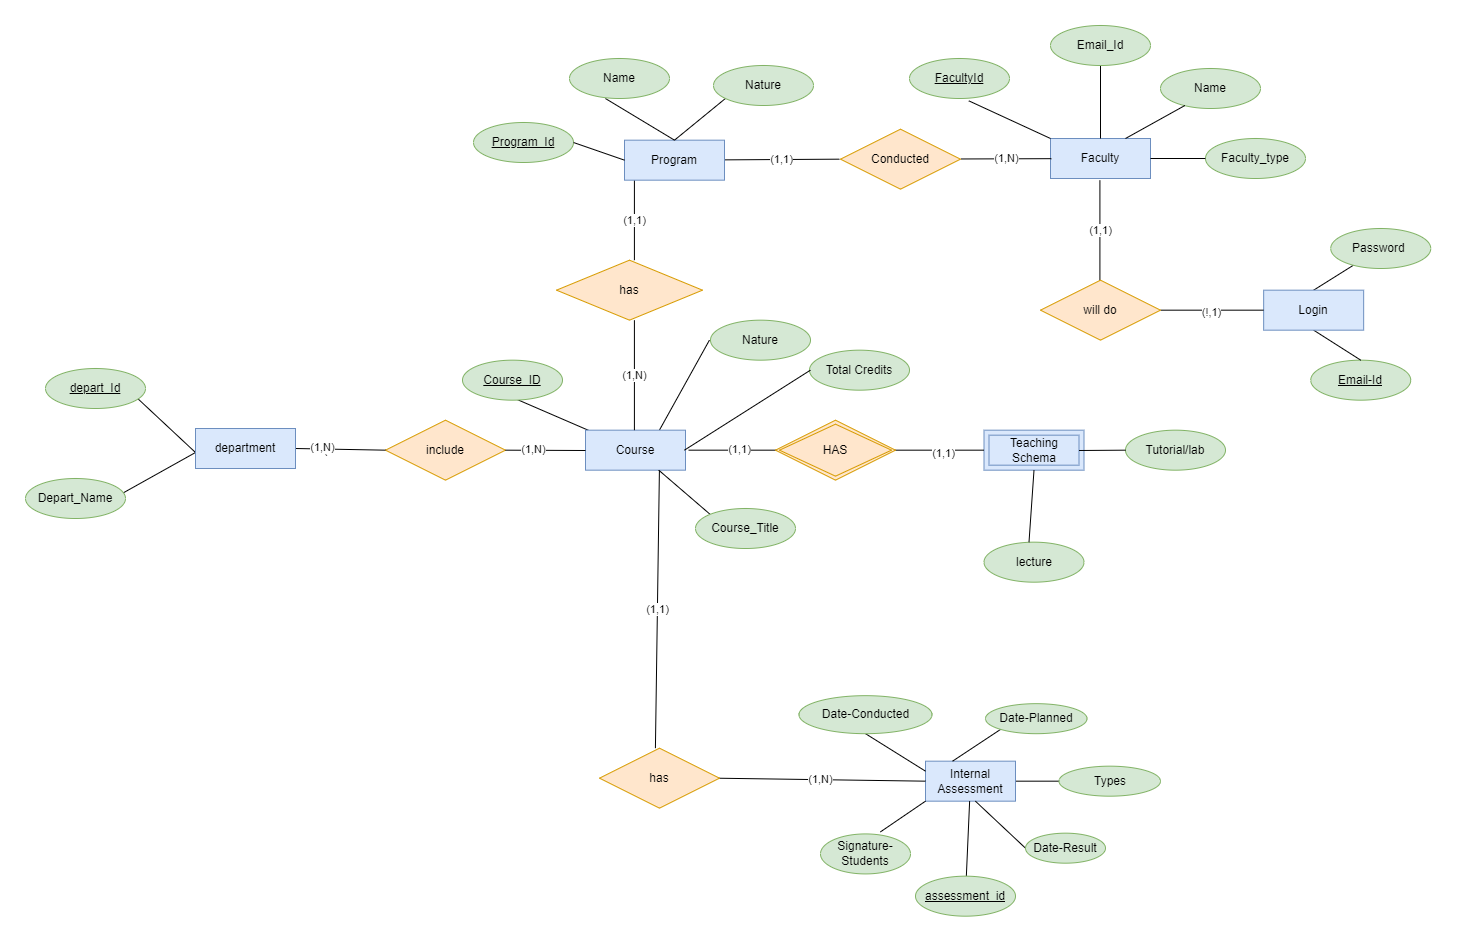 Email_Id
Name
Nature
FacultyId
Name
Program_Id
Program
(1,1)
Conducted
(1,N)
Faculty
Faculty_type
(1,1)
(1,1)
Password
has
will do
(!,1)
Login
Nature
Total Credits
(1,N)
Course_ID
Email-Id
depart_Id
department
(1,N)
include
(1,N)
Course
(1,1)
HAS
(1,1)
Teaching
Schema
Tutorial/lab
Depart_Name
Course_Title
lecture
(1,1)
Date-Conducted
Date-Planned
has
(1,N)
Internal
Assessment
Types
Signature-
Students
Date-Result
assessment_id